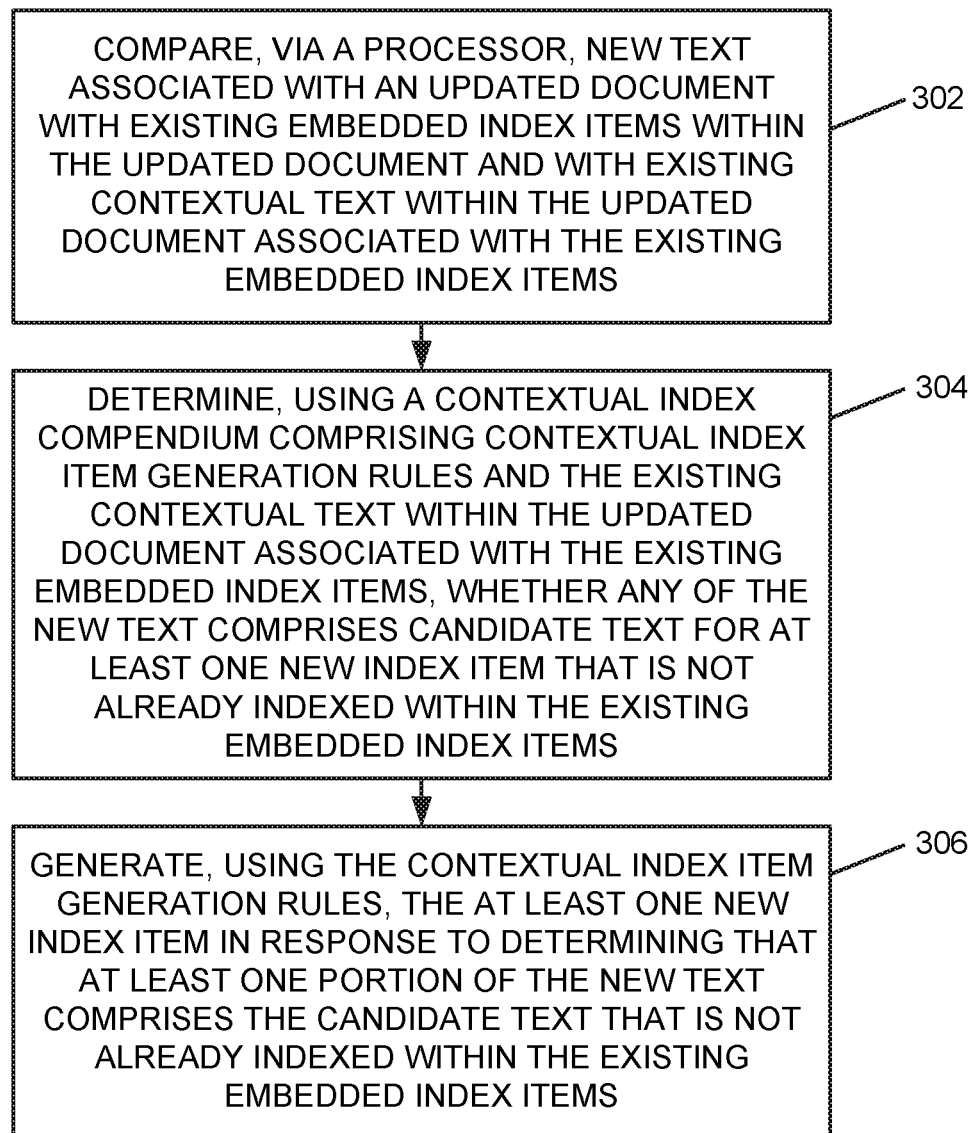 COMPARE, VIA A PROCESSOR, NEW TEXT
ASSOCIATED WITH AN UPDATED DOCUMENT
WITH EXISTING EMBEDDED INDEX ITEMS WITHIN
THE UPDATED DOCUMENT AND WITH EXISTING
CONTEXTUAL TEXT WITHIN THE UPDATED
DOCUMENT ASSOCIATED WITH THE EXISTING
EMBEDDED INDEX ITEMS
302
DETERMINE, USING A CONTEXTUAL INDEX
COMPENDIUM COMPRISING CONTEXTUAL INDEX
ITEM GENERATION RULES AND THE EXISTING
CONTEXTUAL TEXT WITHIN THE UPDATED
DOCUMENT ASSOCIATED WITH THE EXISTING
EMBEDDED INDEX ITEMS, WHETHER ANY OF THE
NEW TEXT COMPRISES CANDIDATE TEXT FOR AT
LEAST ONE NEW INDEX ITEM THAT IS NOT
ALREADY INDEXED WITHIN THE EXISTING
EMBEDDED INDEX ITEMS
304
GENERATE, USING THE CONTEXTUAL INDEX ITEM
GENERATION RULES, THE AT LEAST ONE NEW
INDEX ITEM IN RESPONSE TO DETERMINING THAT
AT LEAST ONE PORTION OF THE NEW TEXT
COMPRISES THE CANDIDATE TEXT THAT IS NOT
ALREADY INDEXED WITHIN THE EXISTING
EMBEDDED INDEX ITEMS
306